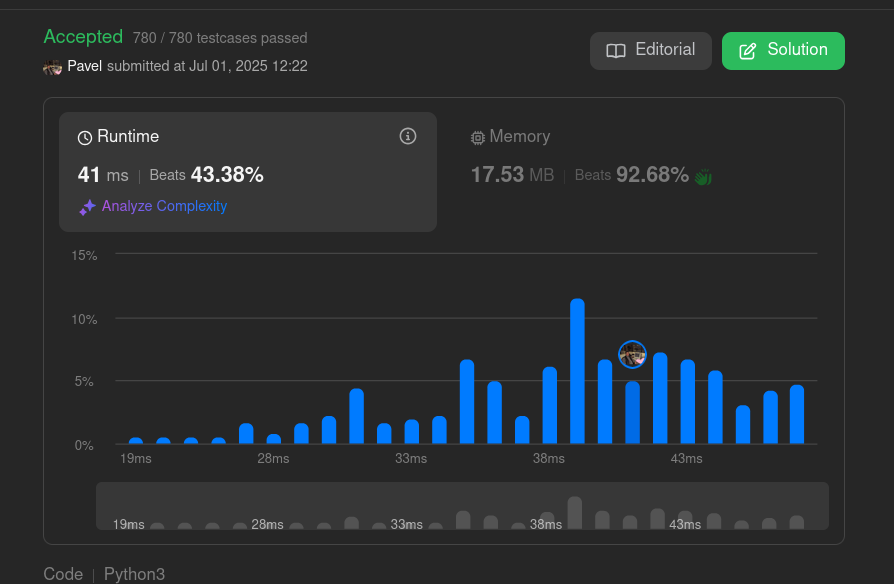 Accepted 780 / 780 testcases passed
Pavel submitted at Jul 01, 2025 12:22
Editorial
Solution
Runtime
41 ms | Beats 43.38%
Analyze Complexity
Memory
17.53 MB | Beats 92.68%
15%
10%
5%
0%
19ms 28ms 33ms 38ms 43ms
19ms 28ms 33ms 38ms 43ms
Code | Python3